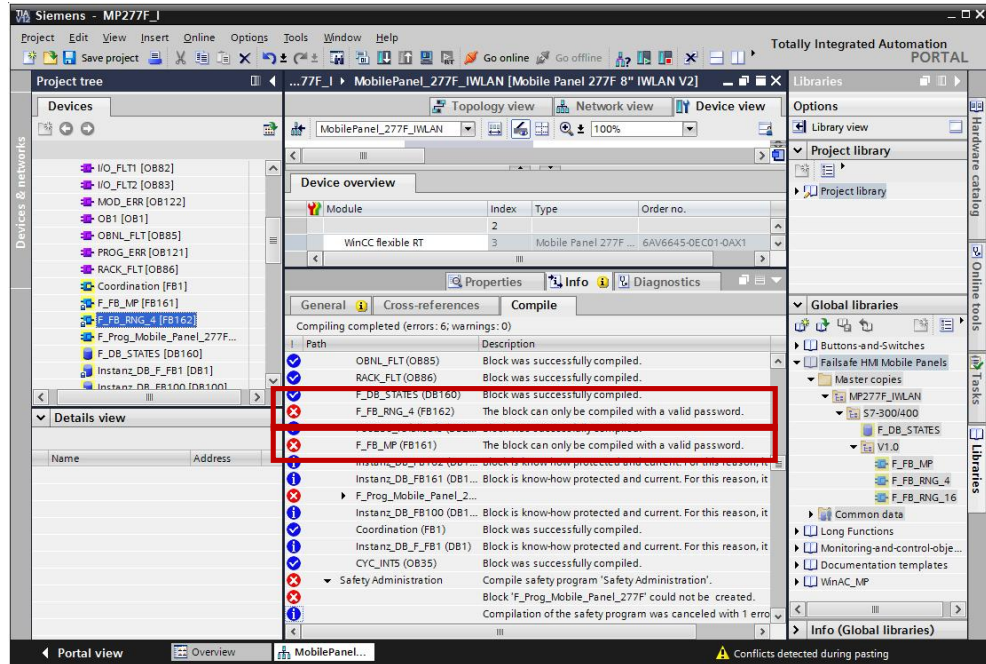 Siemens - MP277F_I
Project Edit View Insert Online Options Tools Window Help
Save project Go online Go offline
Totally Integrated Automation
PORTAL
Project tree
...77F_I MobilePanel_277F_IWLAN [Mobile Panel 277F 8" IWLAN V2]
Libraries
Devices
Topology view Network view Device view
Options
MobilePanel_277F_IWLAN 100%
Library view
Project library
Project library
Devices & networks
I/O_FLT1 [OB82]
I/O_FLT2 [OB83]
MOD_ERR [OB122]
OB1 [OB1]
OBNL_FLT [OB85]
PROG_ERR [OB121]
RACK_FLT [OB86]
Coordination [FB1]
F_FB_MP [FB161]
F_FB_RNG_4 [FB162]
F_Prog_Mobile_Panel_277F...
F_DB_STATES [DB160]
Instanz_DB_F_FB1 [DB1]
Instanz_DB_FB100 [DB100]
Details view
Name Address
Device overview
Module Index Type Order no.
2
WinCC flexible RT 3 Mobile Panel 277F ... 6AV6645-0EC01-0AX1
Properties Info Diagnostics
General Cross-references Compile
Compiling completed (errors: 6; warnings: 0)
! Path Description
OBNL_FLT (OB85) Block was successfully compiled.
RACK_FLT (OB86) Block was successfully compiled.
F_DB_STATES (DB160) Block was successfully compiled.
F_FB_RNG_4 (FB162) The block can only be compiled with a valid password.
F_FB_MP (FB161) The block can only be compiled with a valid password.
Instanz_DB_FB162 (DB1... Block is know-how protected and current. For this reason, it
Instanz_DB_FB161 (DB1... Block is know-how protected and current. For this reason, it
F_Prog_Mobile_Panel_2...
Instanz_DB_FB100 (DB1... Block is know-how protected and current. For this reason, it
Coordination (FB1) Block was successfully compiled.
Instanz_DB_F_FB1 (DB1) Block is know-how protected and current. For this reason, it
CYC_INT5 (OB35) Block was successfully compiled.
Safety Administration Compile safety program 'Safety Administration'.
Block 'F_Prog_Mobile_Panel_277F' could not be created.
Compilation of the safety program was canceled with 1 erro
Global libraries
Buttons-and-Switches
Failsafe HMI Mobile Panels
Master copies
MP277F_IWLAN
S7-300/400
F_DB_STATES
V1.0
F_FB_MP
F_FB_RNG_4
F_FB_RNG_16
Common data
Long Functions
Monitoring-and-control-obje...
Documentation templates
WinAC_MP
Info (Global libraries)
Hardware catalog
Online tools
Tasks
Libraries
Portal view Overview MobilePanel... Conflicts detected during pasting